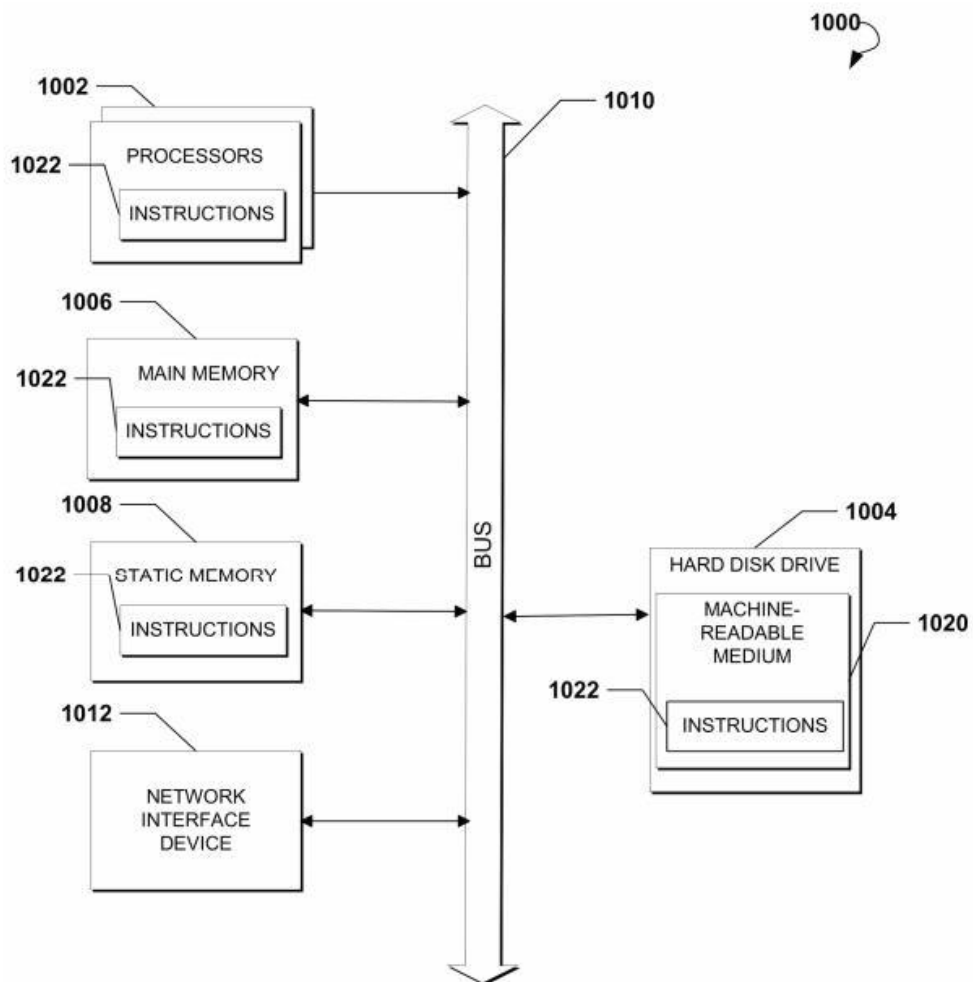 1000
1002
1010
PROCESSORS
1022
INSTRUCTIONS
1006
MAIN MEMORY
1022
INSTRUCTIONS
1008
1004
STATIC MEMORY
1022
INSTRUCTIONS
BUS
HARD DISK DRIVE
MACHINE-
READABLE
MEDIUM
1020
1022
INSTRUCTIONS
1012
NETWORK
INTERFACE
DEVICE